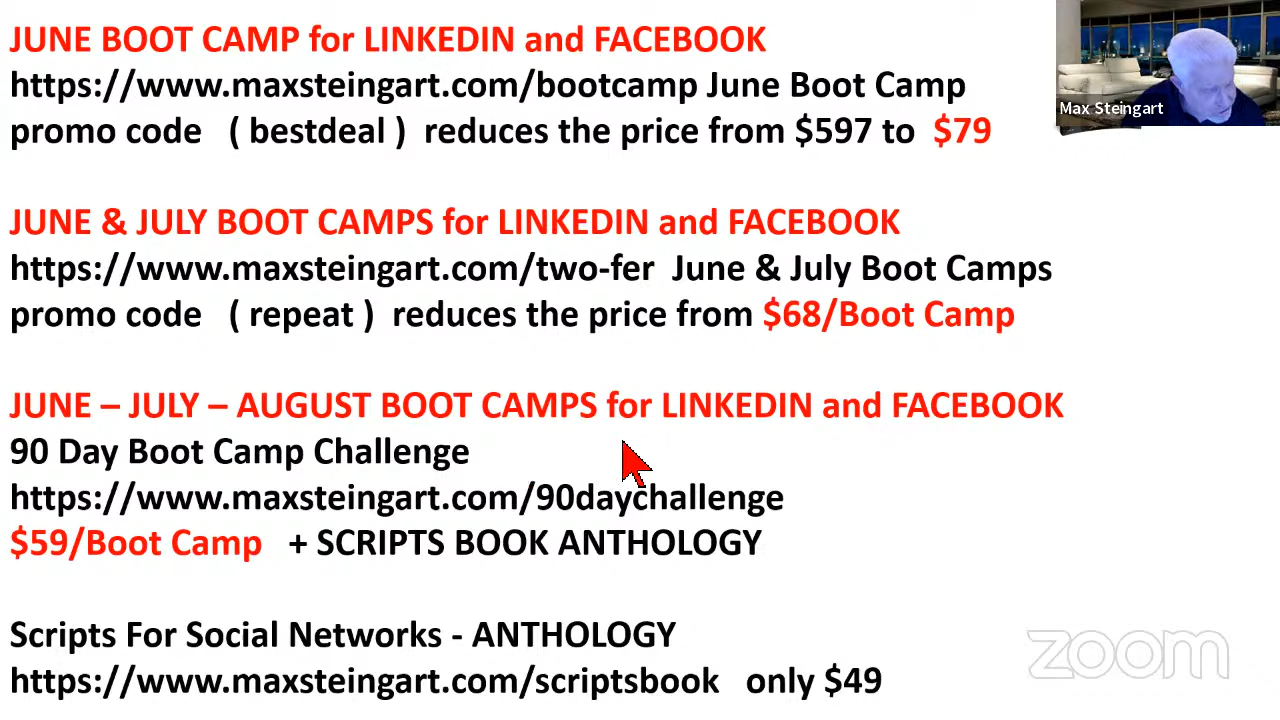 JUNE BOOT CAMP for LINKEDIN and FACEBOOK
https://www.maxsteingart.com/bootcamp June Boot Camp
promo code ( bestdeal ) reduces the price from $597 to $79
Max Steingart
JUNE & JULY BOOT CAMPS for LINKEDIN and FACEBOOK
https://www.maxsteingart.com/two-fer June & July Boot Camps
promo code ( repeat ) reduces the price from $68/Boot Camp
JUNE – JULY – AUGUST BOOT CAMPS for LINKEDIN and FACEBOOK
90 Day Boot Camp Challenge
https://www.maxsteingart.com/90daychallenge
$59/Boot Camp + SCRIPTS BOOK ANTHOLOGY
Scripts For Social Networks - ANTHOLOGY
https://www.maxsteingart.com/scriptsbook only $49
zoom